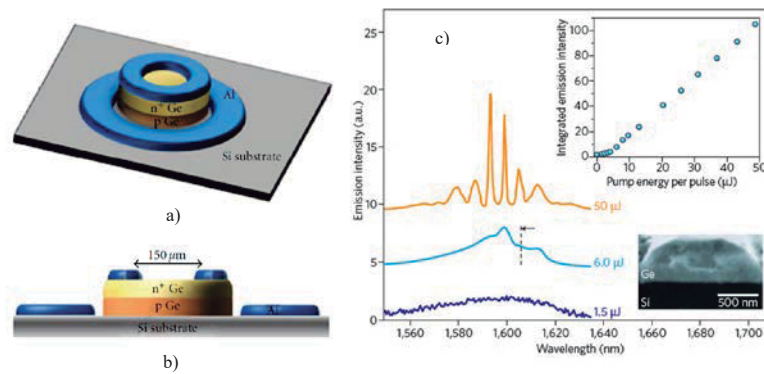 a)
Al
n+ Ge
p Ge
Si substrate
150 μm
n+ Ge
p Ge
Al
Si substrate
b)
c)
Emission intensity (a.u.)
25
20
15
10
5
0
1,560
1,580
1,600
1,620
1,640
1,660
1,680
1,700
Wavelength (nm)
50 μJ
6.0 μJ
1.5 μJ
Integrated emission intensity
100
80
60
40
20
0
0
10
20
30
40
50
Pump energy per pulse (μJ)
Ge
Si
500 nm